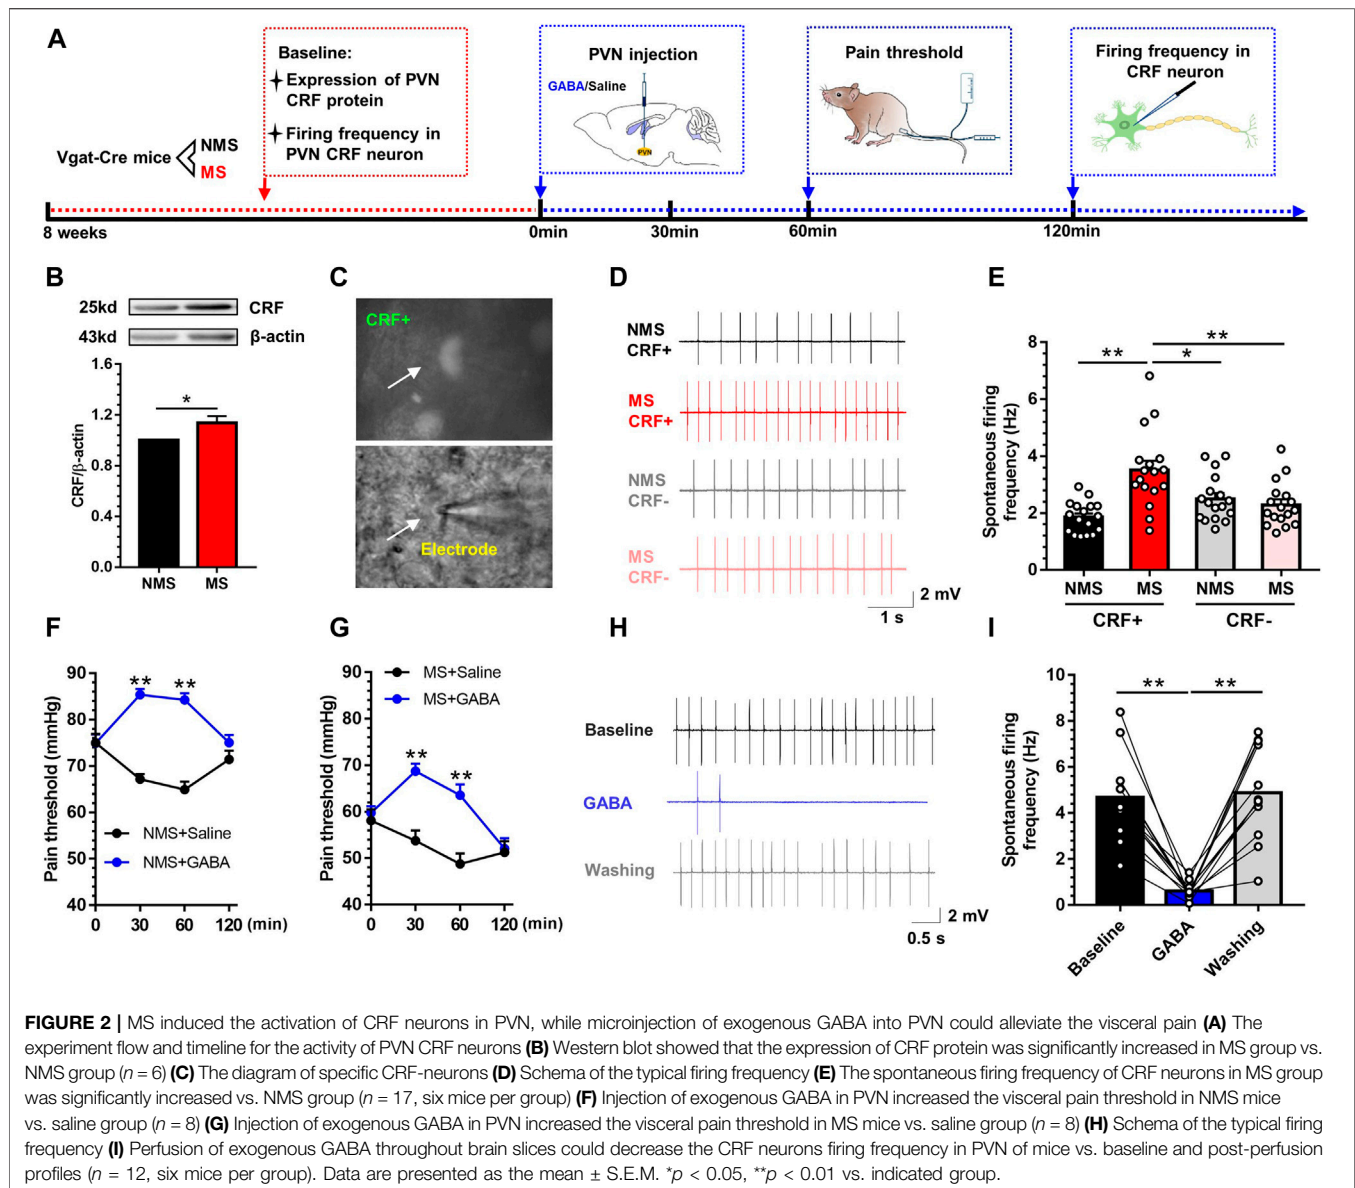 A
Baseline:
Expression of PVN
CRF protein
Firing frequency in
PVN CRF neuron
Vgat-Cre mice
NMS
MS
PVN injection
GABA/Saline
PVN
Pain threshold
Firing frequency in
CRF neuron
8 weeks
0min
30min
60min
120min
B
25kd
CRF
43kd
β-actin
1.6
1.2
0.8
0.4
0.0
CRF/β-actin
*
NMS
MS
C
CRF+
Electrode
D
NMS
CRF+
MS
CRF+
NMS
CRF-
MS
CRF-
2 mV
1 s
E
8
6
4
2
0
Spontaneous firing
frequency (Hz)
**
*
**
NMS
MS
NMS
MS
CRF+
CRF-
F
90
80
70
60
50
40
Pain threshold (mmHg)
**
**
NMS+Saline
NMS+GABA
0
30
60
120
(min)
G
90
80
70
60
50
40
Pain threshold (mmHg)
MS+Saline
MS+GABA
**
**
0
30
60
120
(min)
H
Baseline
GABA
Washing
2 mV
0.5 s
I
10
8
6
4
2
0
Spontaneous firing
frequency (Hz)
**
**
Baseline
GABA
Washing
FIGURE 2 | MS induced the activation of CRF neurons in PVN, while microinjection of exogenous GABA into PVN could alleviate the visceral pain (A) The
experiment flow and timeline for the activity of PVN CRF neurons (B) Western blot showed that the expression of CRF protein was significantly increased in MS group vs.
NMS group (n = 6) (C) The diagram of specific CRF-neurons (D) Schema of the typical firing frequency (E) The spontaneous firing frequency of CRF neurons in MS group
was significantly increased vs. NMS group (n = 17, six mice per group) (F) Injection of exogenous GABA in PVN increased the visceral pain threshold in NMS mice
vs. saline group (n = 8) (G) Injection of exogenous GABA in PVN increased the visceral pain threshold in MS mice vs. saline group (n = 8) (H) Schema of the typical firing
frequency (I) Perfusion of exogenous GABA throughout brain slices could decrease the CRF neurons firing frequency in PVN of mice vs. baseline and post-perfusion
profiles (n = 12, six mice per group). Data are presented as the mean ± S.E.M. *p < 0.05, **p < 0.01 vs. indicated group.